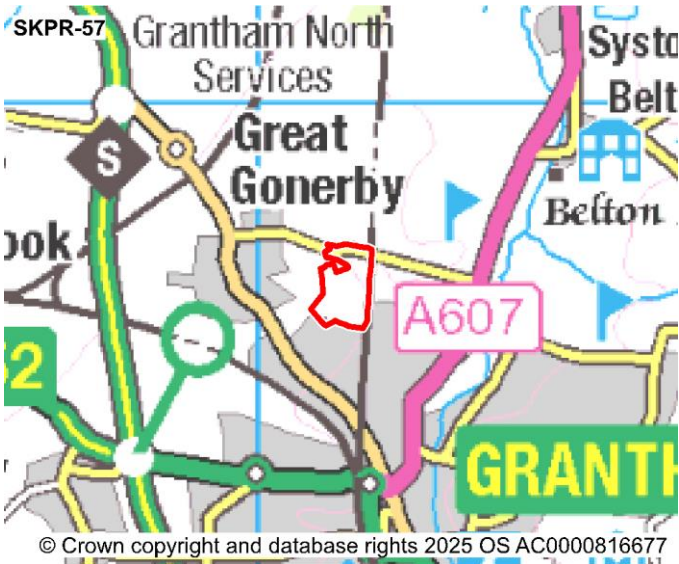 SKPR-57
Grantham North
Services
Syst
Belt
S
Great
Gonerby
Belton
ook
A607
52
GRANTH
© Crown copyright and database rights 2025 OS AC0000816677